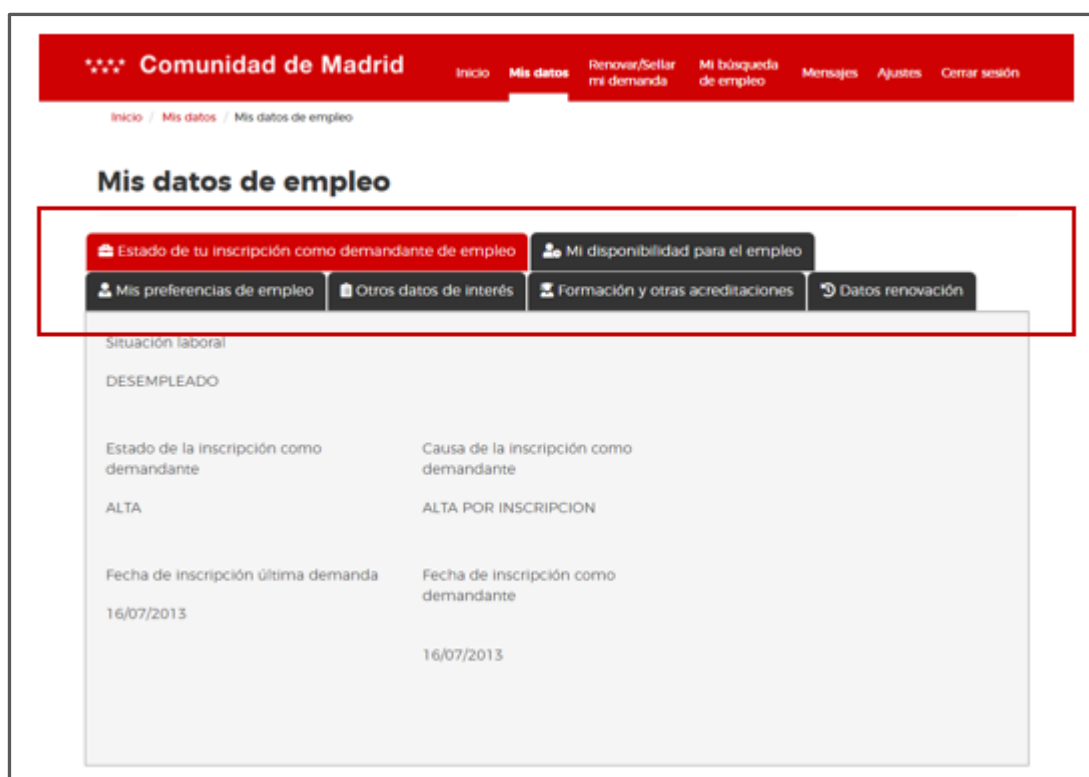 Comunidad de Madrid
Inicio
Mis datos
Renovar/Sellar
mi demanda
Mi búsqueda
de empleo
Mensajes
Ajustes
Cerrar sesión
Inicio / Mis datos / Mis datos de empleo
Mis datos de empleo
Estado de tu inscripción como demandante de empleo
Mi disponibilidad para el empleo
Mis preferencias de empleo
Otros datos de interés
Formación y otras acreditaciones
Datos renovación
Situación laboral
DESEMPLEADO
Estado de la inscripción como
demandante
ALTA
Causa de la inscripción como
demandante
ALTA POR INSCRIPCION
Fecha de inscripción última demanda
16/07/2013
Fecha de inscripción como
demandante
16/07/2013